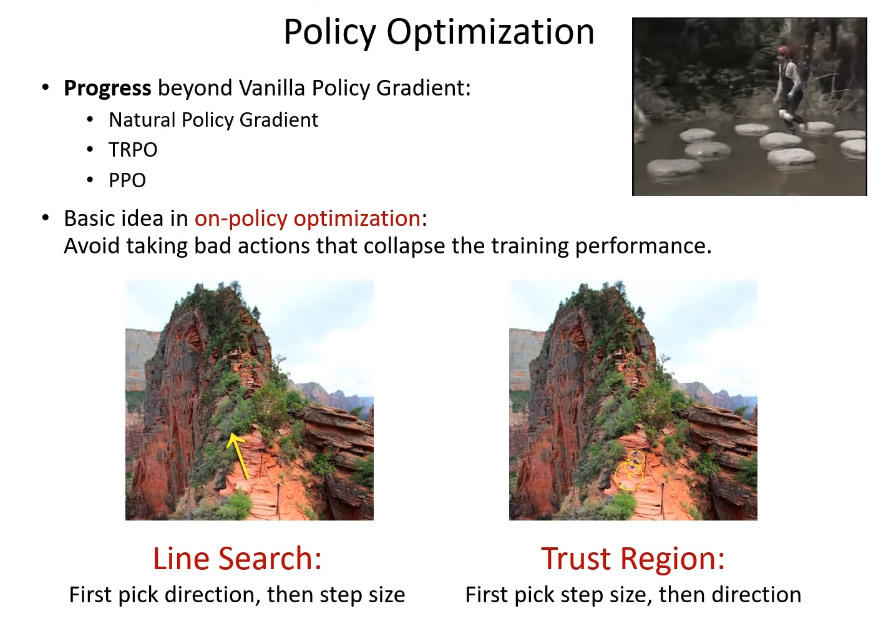 Policy Optimization
• Progress beyond Vanilla Policy Gradient:
• Natural Policy Gradient
• TRPO
• PPO
• Basic idea in on-policy optimization:
Avoid taking bad actions that collapse the training performance.
Line Search:
First pick direction, then step size
Trust Region:
First pick step size, then direction